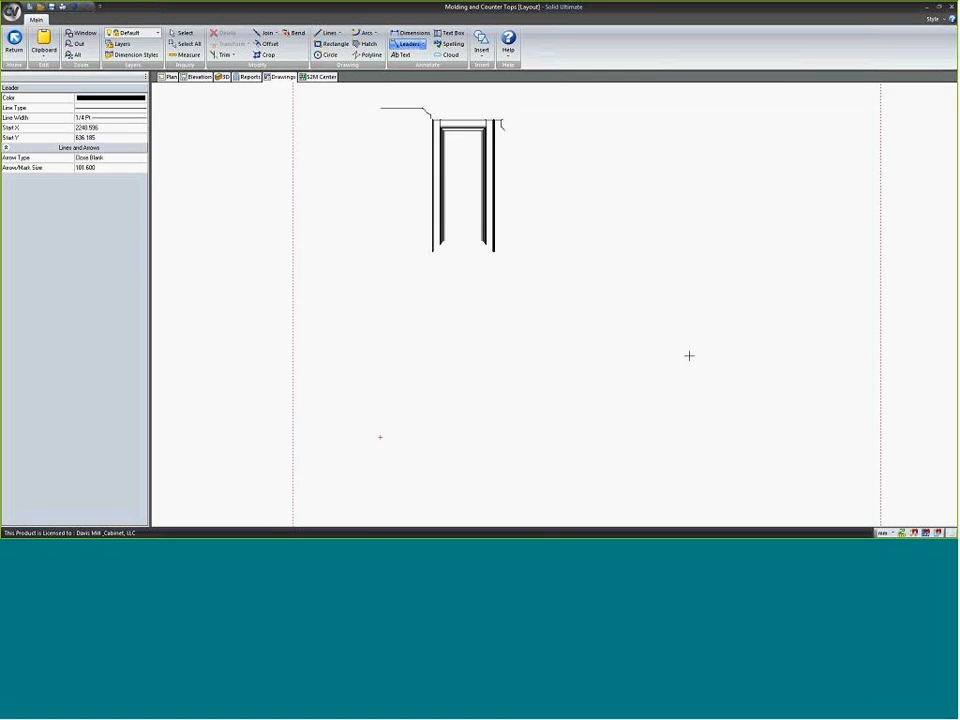 Molding and Counter Tops [Layout] - Solid Ultimate
CV
Main
Style
Return
Clipboard
Window
Out
All
Default
Layers
Dimension Styles
Select
Select All
Measure
Delete
Transform
Trim
Join
Offset
Crop
Bend
Lines
Rectangle
Circle
Arcs
Hatch
Polyline
Dimensions
Leaders
Text
Text Box
Spelling
Cloud
Insert
Help
Home
Edit
Zoom
Layers
Inquiry
Modify
Drawing
Annotate
Insert
Help
Plan
Elevation
3D
Reports
Drawings
S2M Center
Leader
Color
Line Type
Line Width 1/4 Pt
Start X 2248.596
Start Y 636.185
Lines and Arrows
Arrow Type Close Blank
Arrow/Mark Size 101.600
This Product is Licensed to : Davis Mill_Cabinet, LLC
mm